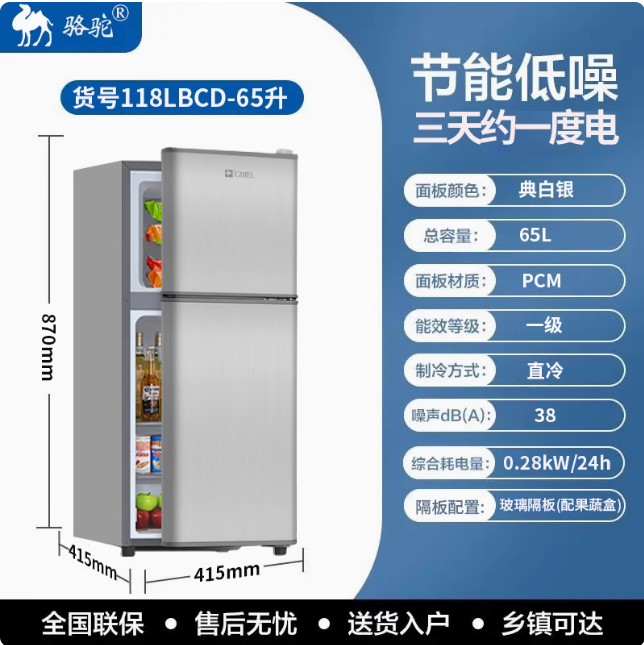 骆驼®
货号118LBCD-65升
CAMEL
870mm
415mm
415mm
节能低噪
三天约一度电
面板颜色: 典白银
总容量: 65L
面板材质: PCM
能效等级: 一级
制冷方式: 直冷
噪声dB(A): 38
综合耗电量: 0.28kW/24h
隔板配置: 玻璃隔板(配果蔬盒)
全国联保 • 售后无忧 • 送货入户 • 乡镇可达